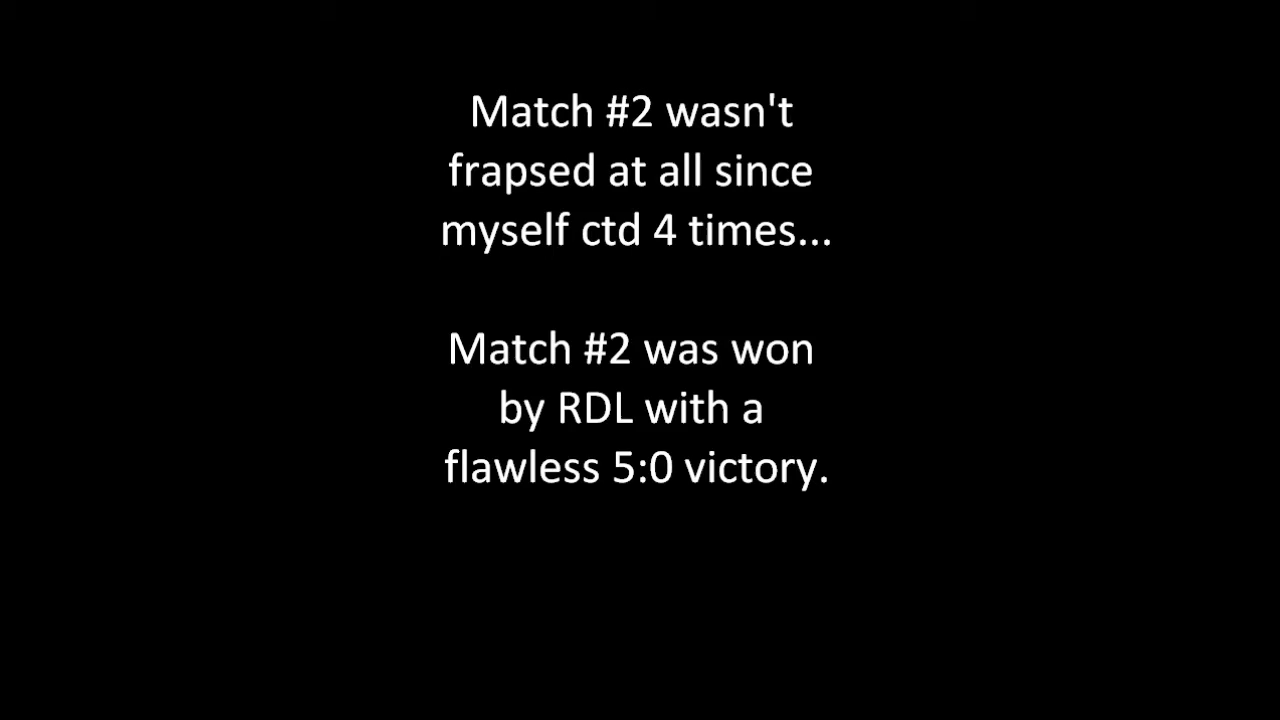 Match #2 wasn't
frapsed at all since
myself ctd 4 times...
Match #2 was won
by RDL with a
flawless 5:0 victory.